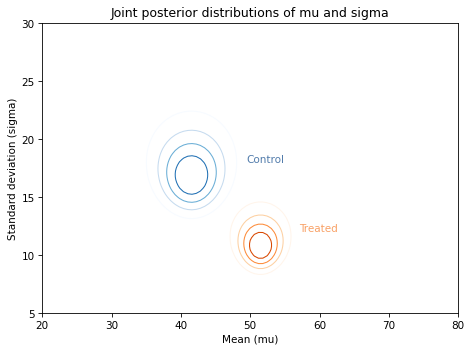 Joint posterior distributions of mu and sigma
Standard deviation (sigma)
30
25
20
15
10
5
Control
Treated
20
30
40
50
60
70
80
Mean (mu)